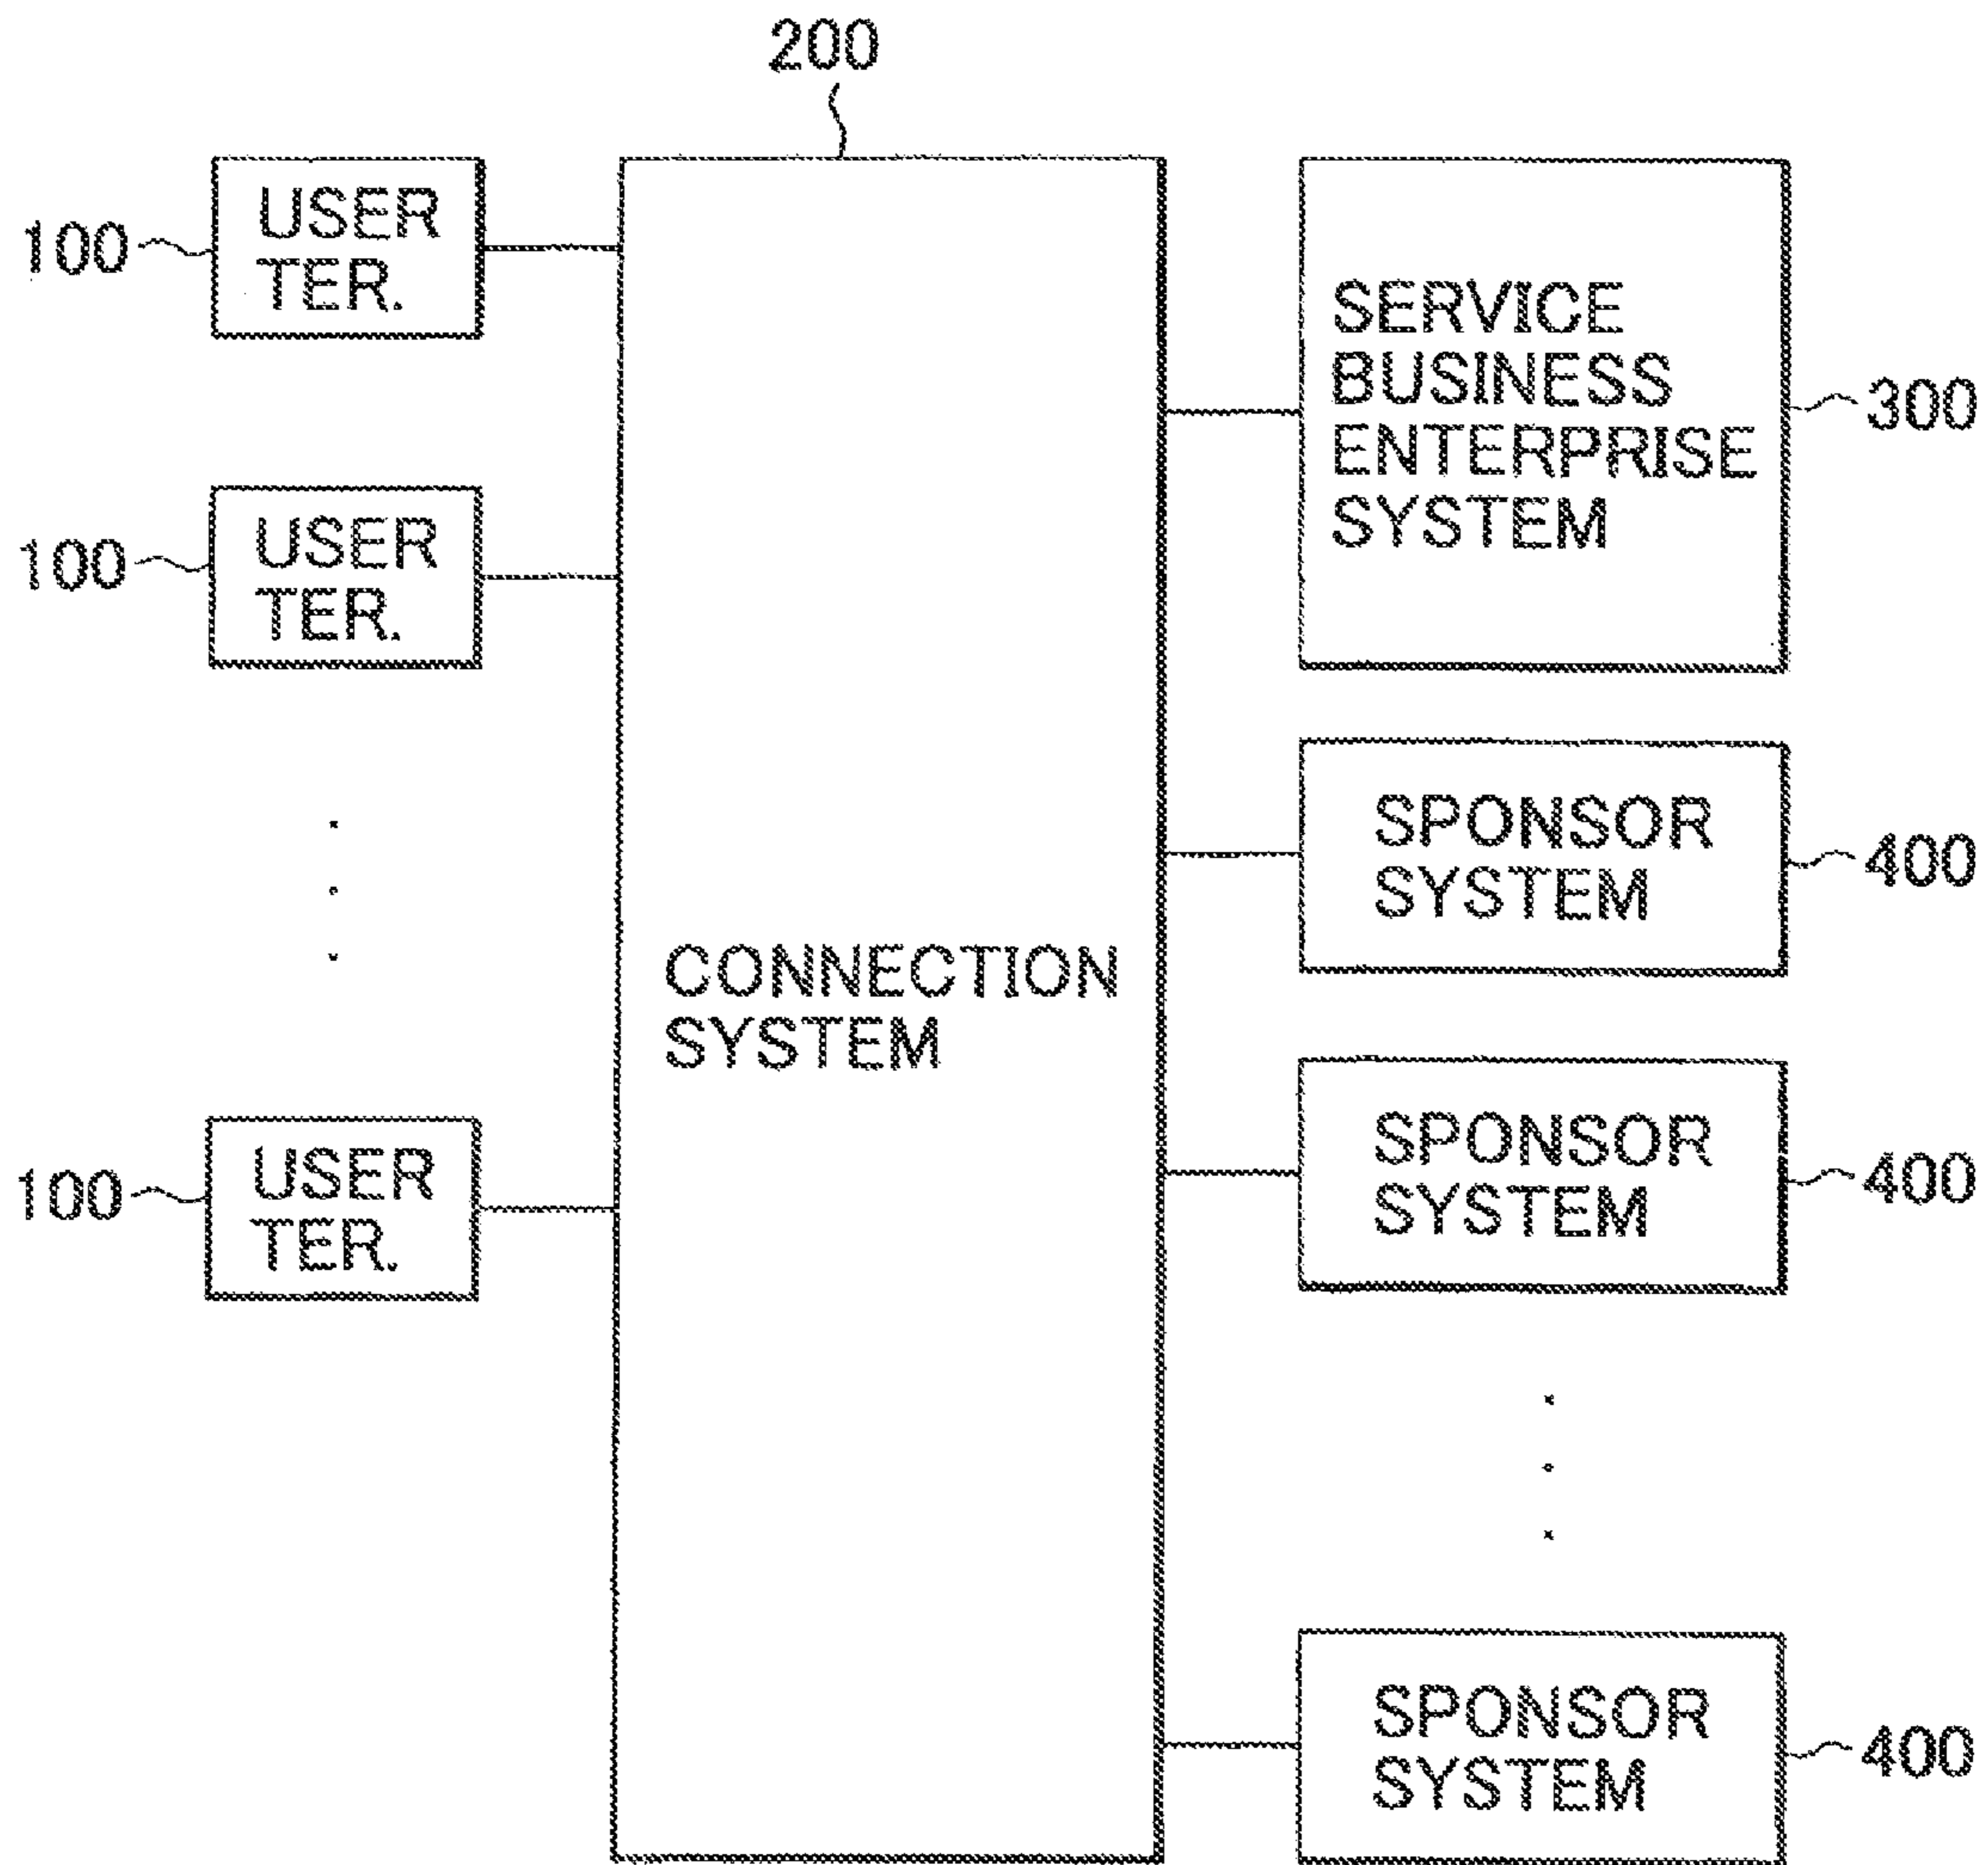 200
100
USER
TER.
100
USER
TER.
100
USER
TER.
CONNECTION
SYSTEM
SERVICE
BUSINESS
ENTERPRISE
SYSTEM
300
SPONSOR
SYSTEM
400
SPONSOR
SYSTEM
400
SPONSOR
SYSTEM
400